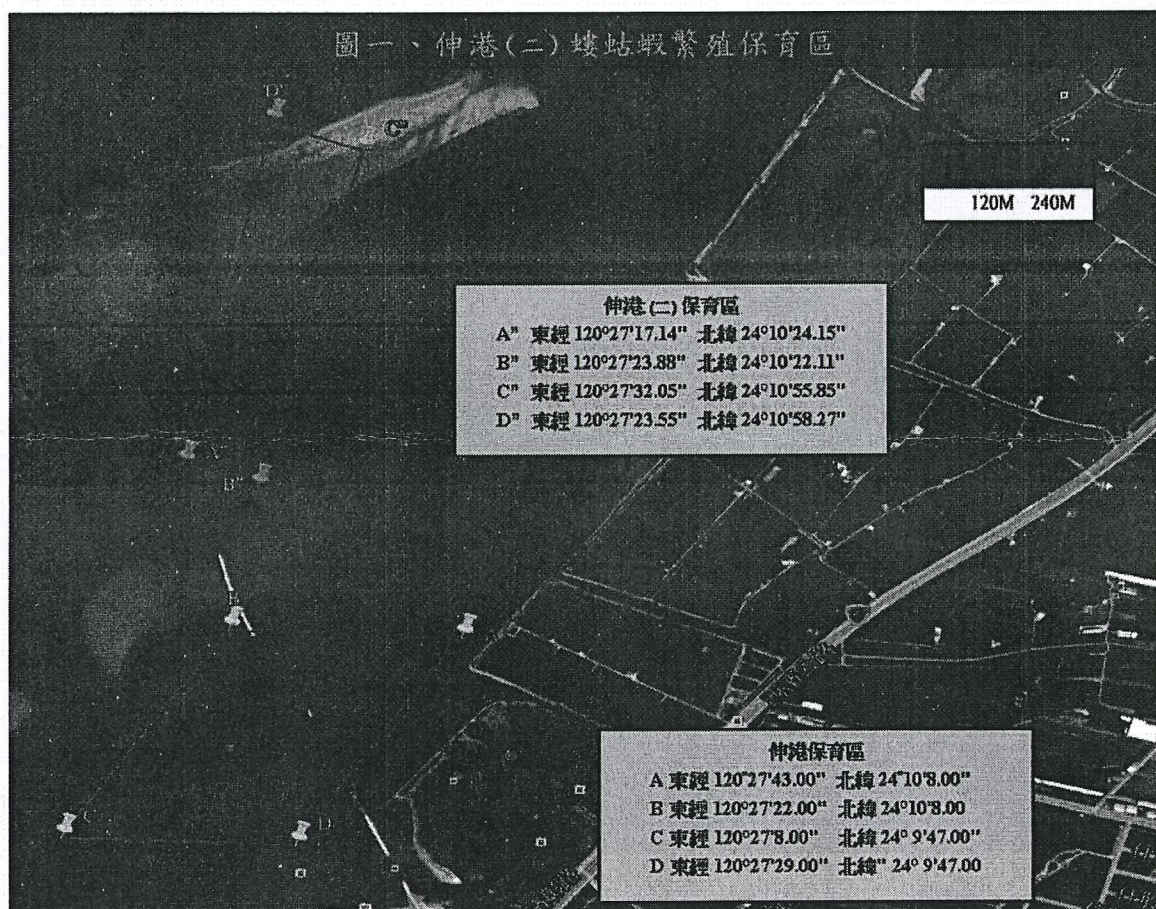 圖一、伸港(二)螻蛄蝦繁殖保育區
D"
C"
120M 240M
伸港(二)保育區
A" 東經 120°27'17.14" 北緯 24°10'24.15"
B" 東經 120°27'23.88" 北緯 24°10'22.11"
C" 東經 120°27'32.05" 北緯 24°10'55.85"
D" 東經 120°27'23.55" 北緯 24°10'58.27"
B"
B
伸港保育區
A 東經 120°27'43.00" 北緯 24°10'8.00"
B 東經 120°27'22.00" 北緯 24°10'8.00
C 東經 120°27'8.00" 北緯 24° 9'47.00"
D 東經 120°27'29.00" 北緯" 24° 9'47.00
C
D